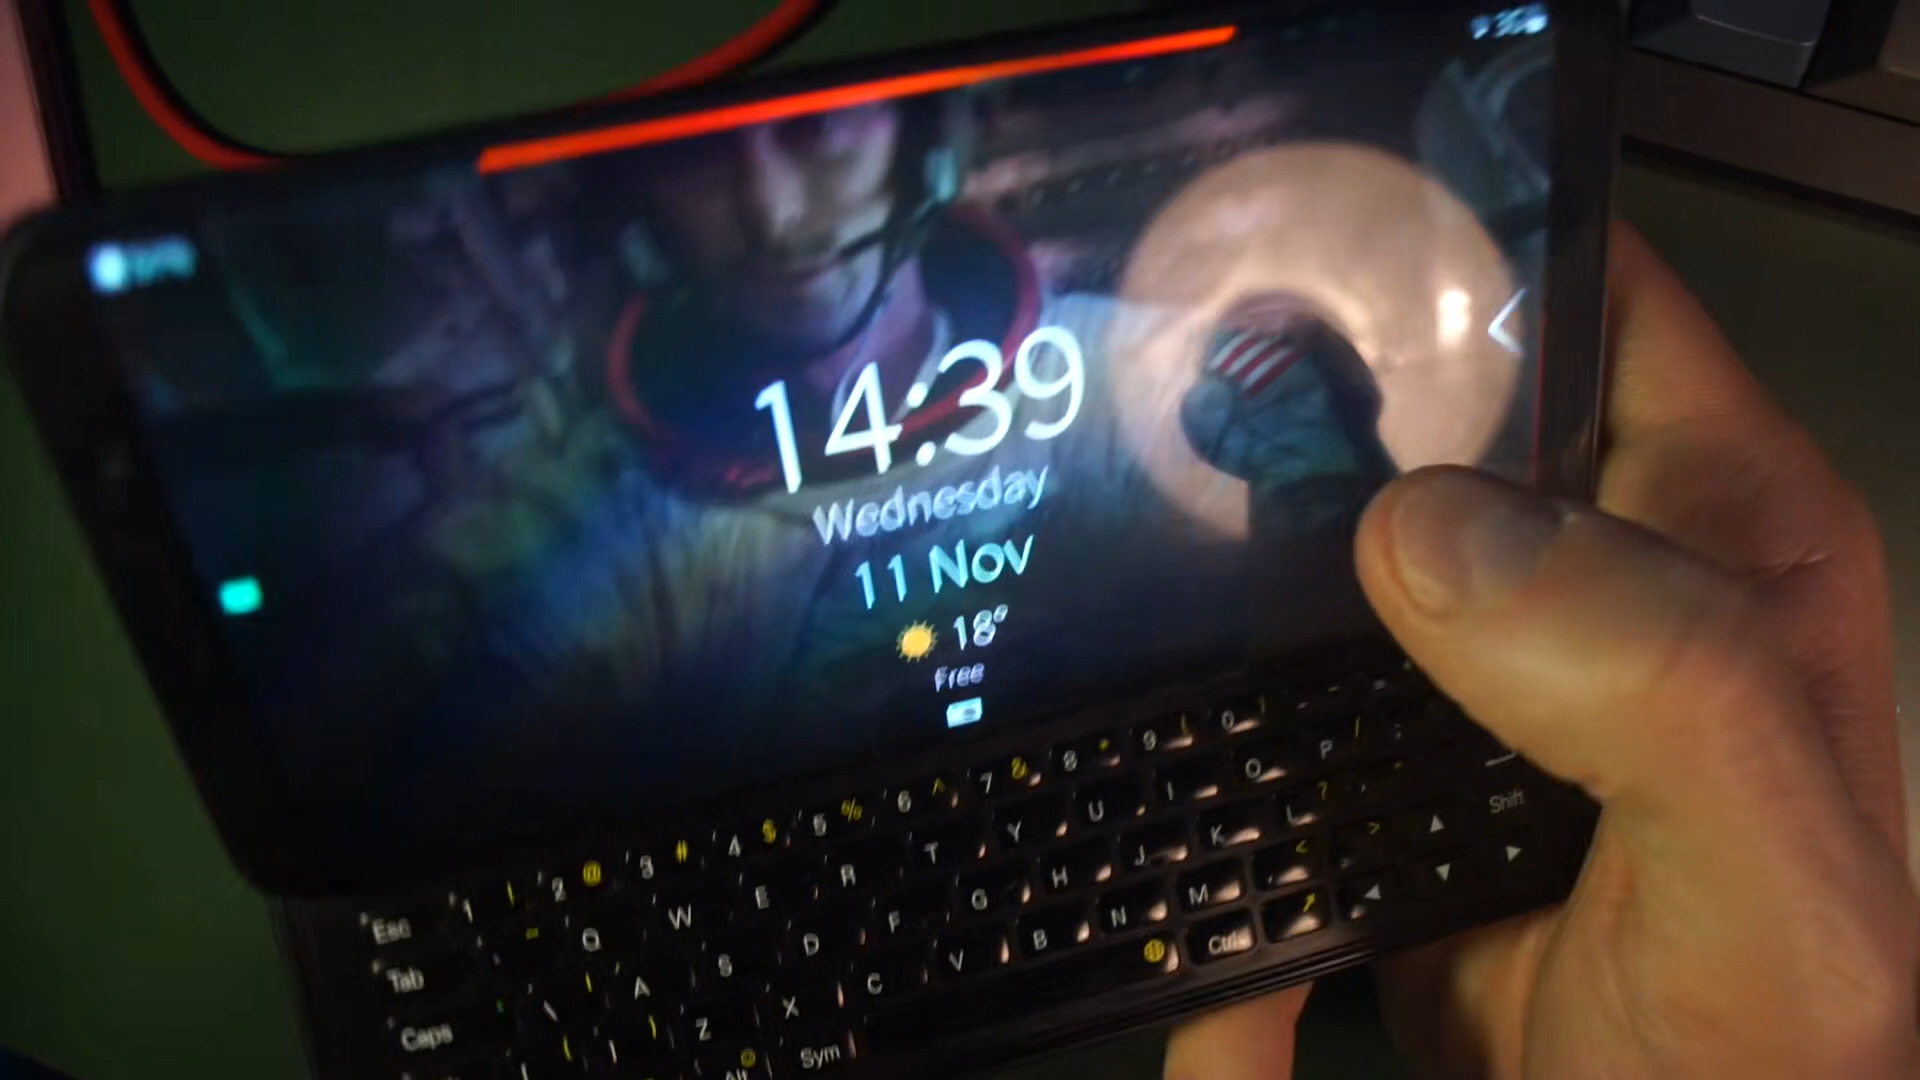 14:39
Wednesday
11 Nov
18°
Free
1 2 @ 3 # 4 $ 5 % 6 ^ 7 & 8 * 9 ( 0 )
Esc Q W E R T Y U I O P
Tab A S D F G H J K L ?
Caps Z X C V B N M < > Shift
Alt Sym Ctrl